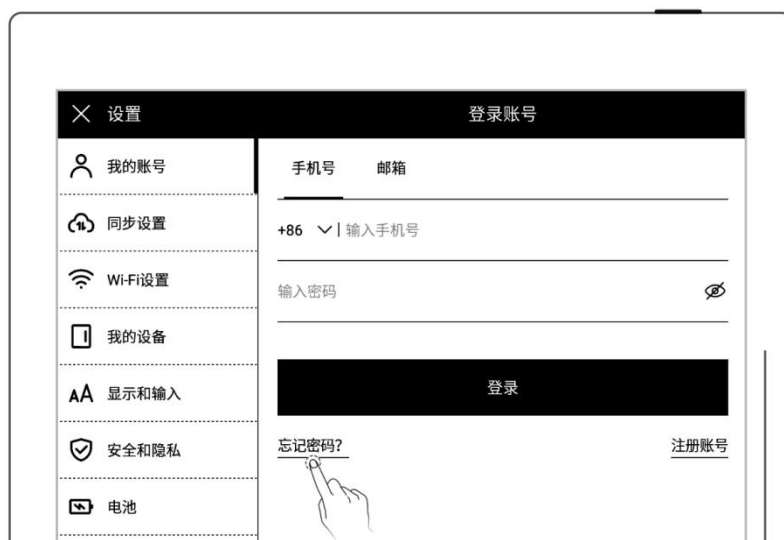 设置
登录账号
我的账号
同步设置
Wi-Fi设置
我的设备
AA 显示和输入
安全和隐私
电池
手机号 邮箱
+86 输入手机号
输入密码
登录
忘记密码?
注册账号